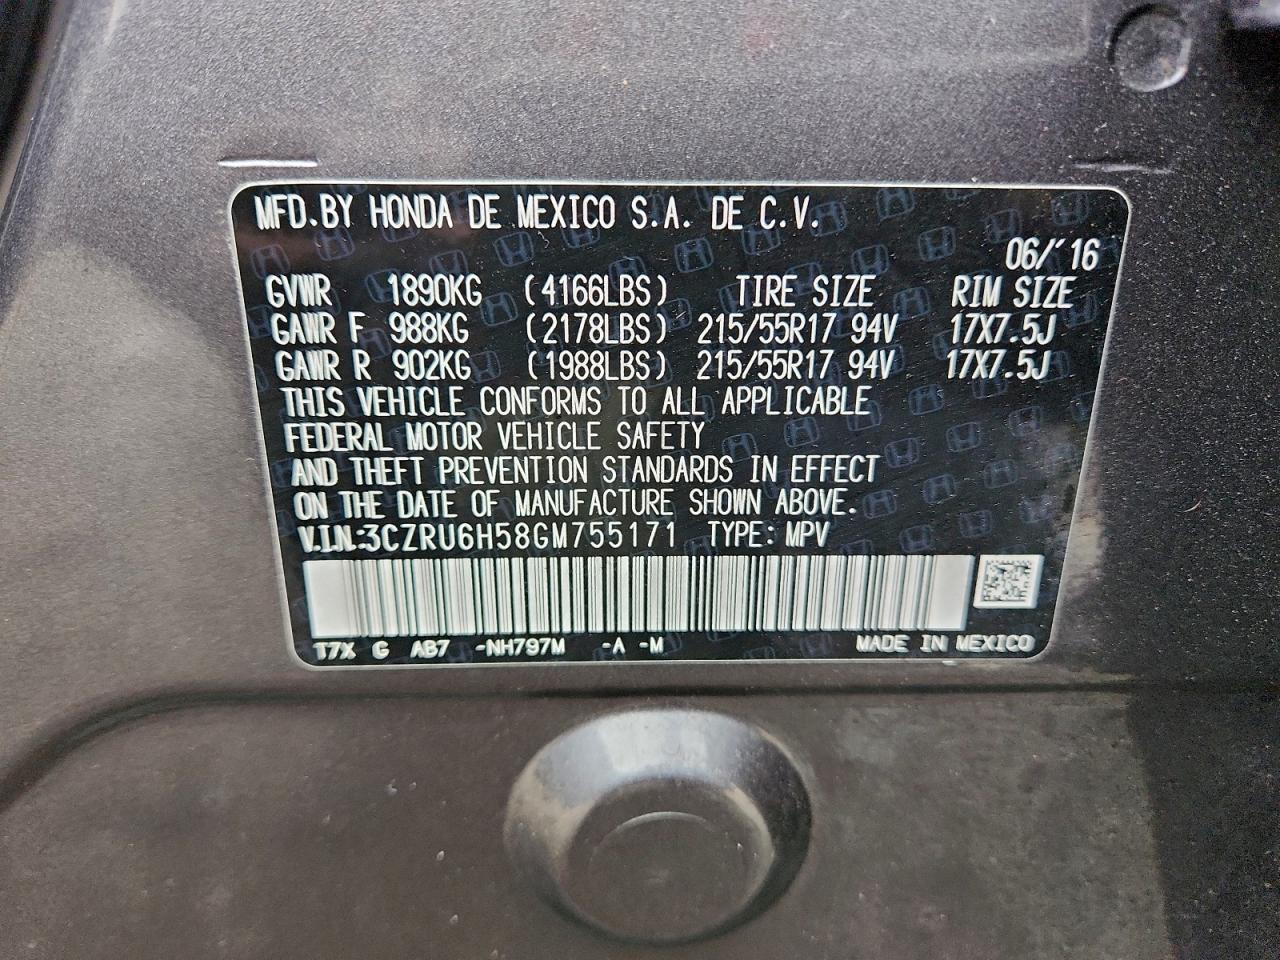 MFD.BY HONDA DE MEXICO S.A. DE C.V.
06/'16
GVWR 1890KG (4166LBS) TIRE SIZE RIM SIZE
GAWR F 988KG (2178LBS) 215/55R17 94V 17X7.5J
GAWR R 902KG (1988LBS) 215/55R17 94V 17X7.5J
THIS VEHICLE CONFORMS TO ALL APPLICABLE
FEDERAL MOTOR VEHICLE SAFETY
AND THEFT PREVENTION STANDARDS IN EFFECT
ON THE DATE OF MANUFACTURE SHOWN ABOVE.
V.I.N.:3CZRU6H58GM755171 TYPE: MPV
T7X G AB7 -NH797M -A -M MADE IN MEXICO